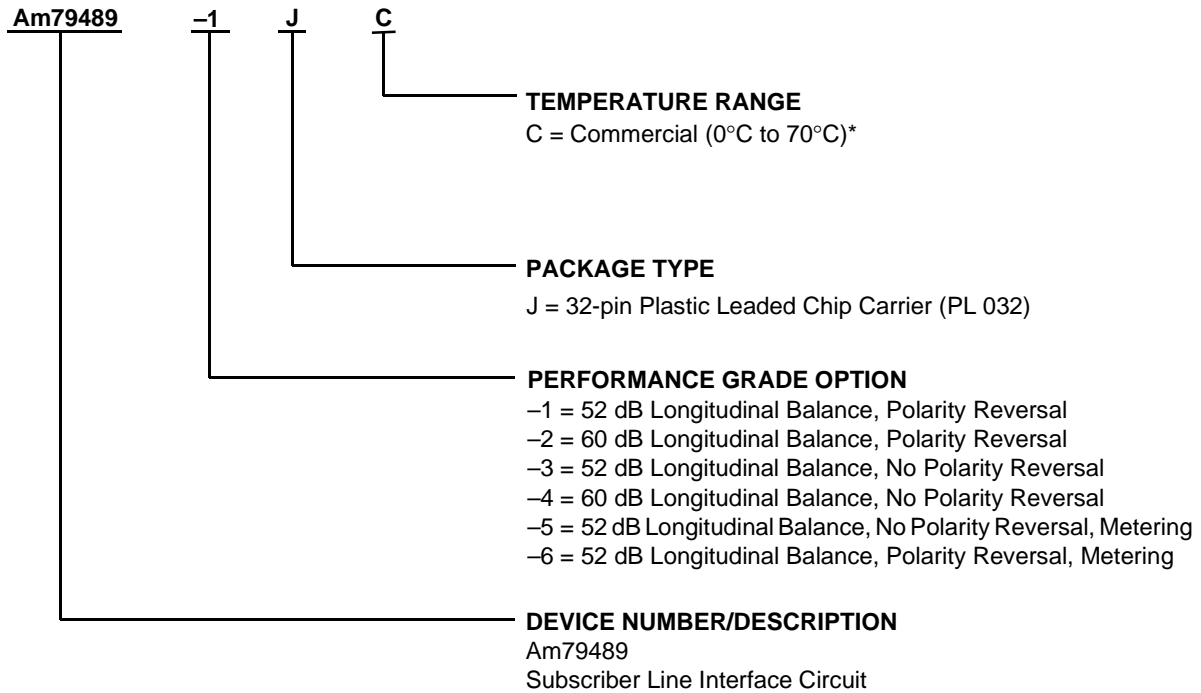 Am79489 –1 J C
TEMPERATURE RANGE
C = Commercial (0°C to 70°C)*
PACKAGE TYPE
J = 32-pin Plastic Leaded Chip Carrier (PL 032)
PERFORMANCE GRADE OPTION
–1 = 52 dB Longitudinal Balance, Polarity Reversal
–2 = 60 dB Longitudinal Balance, Polarity Reversal
–3 = 52 dB Longitudinal Balance, No Polarity Reversal
–4 = 60 dB Longitudinal Balance, No Polarity Reversal
–5 = 52 dB Longitudinal Balance, No Polarity Reversal, Metering
–6 = 52 dB Longitudinal Balance, Polarity Reversal, Metering
DEVICE NUMBER/DESCRIPTION
Am79489
Subscriber Line Interface Circuit